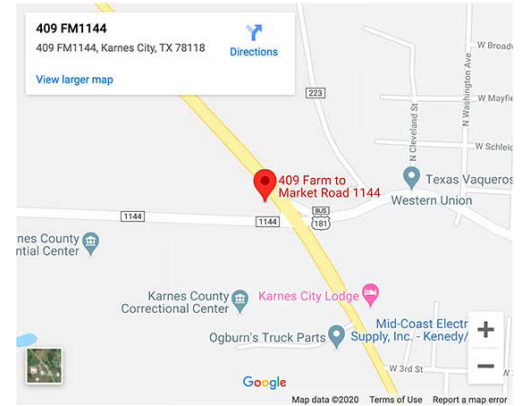 409 FM1144
409 FM1144, Karnes City, TX 78118
Directions
View larger map
W Broadw
223
N Washington Ave
W Mayfie
N Cleveland St
W Schleic
409 Farm to
Market Road 1144
Texas Vaqueros
Western Union
1144
1144
BUS
181
nes County
ntial Center
Karnes County
Correctional Center
Karnes City Lodge
Ogburn's Truck Parts
Mid-Coast Electr
Supply, Inc. - Kenedy/
+
W 3rd St
W
−
Google
Map data ©2020 Terms of Use Report a map error